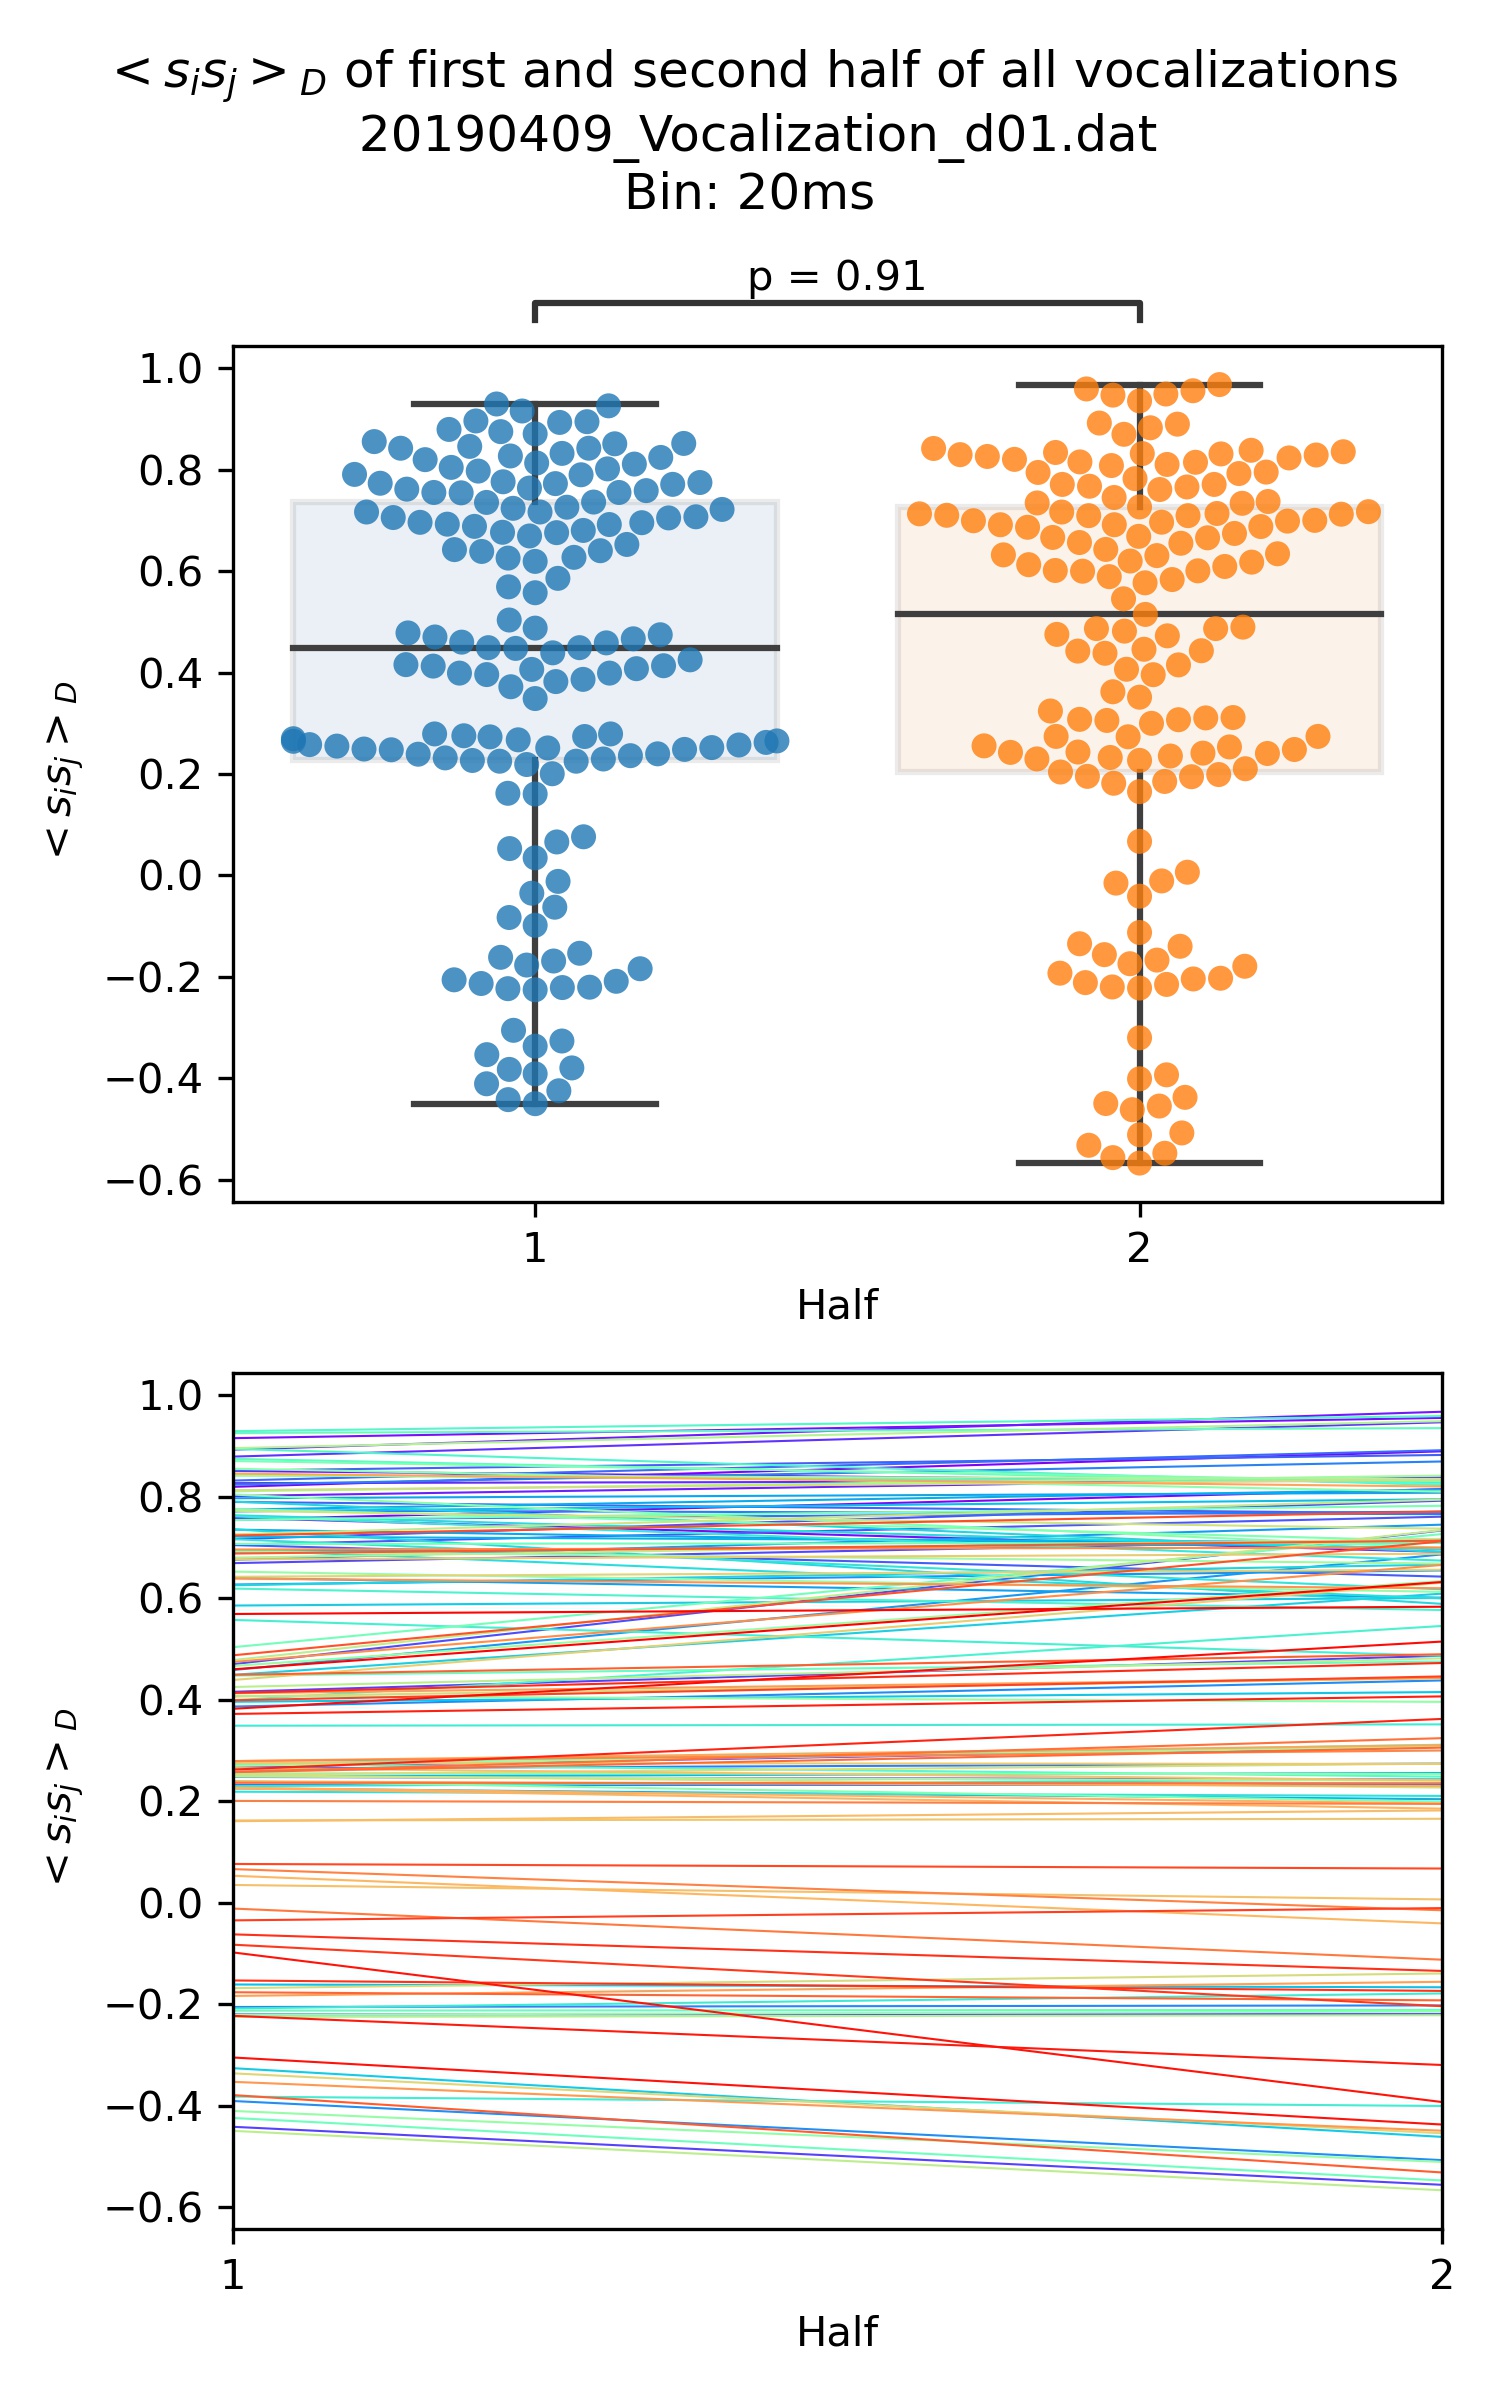 < s_i s_j >_D of first and second half of all vocalizations
20190409_Vocalization_d01.dat
Bin: 20ms
p = 0.91
1.0
0.8
0.6
0.4
0.2
0.0
−0.2
−0.4
−0.6
< s_i s_j >_D
1
2
Half
1.0
0.8
0.6
0.4
0.2
0.0
−0.2
−0.4
−0.6
< s_i s_j >_D
1
2
Half